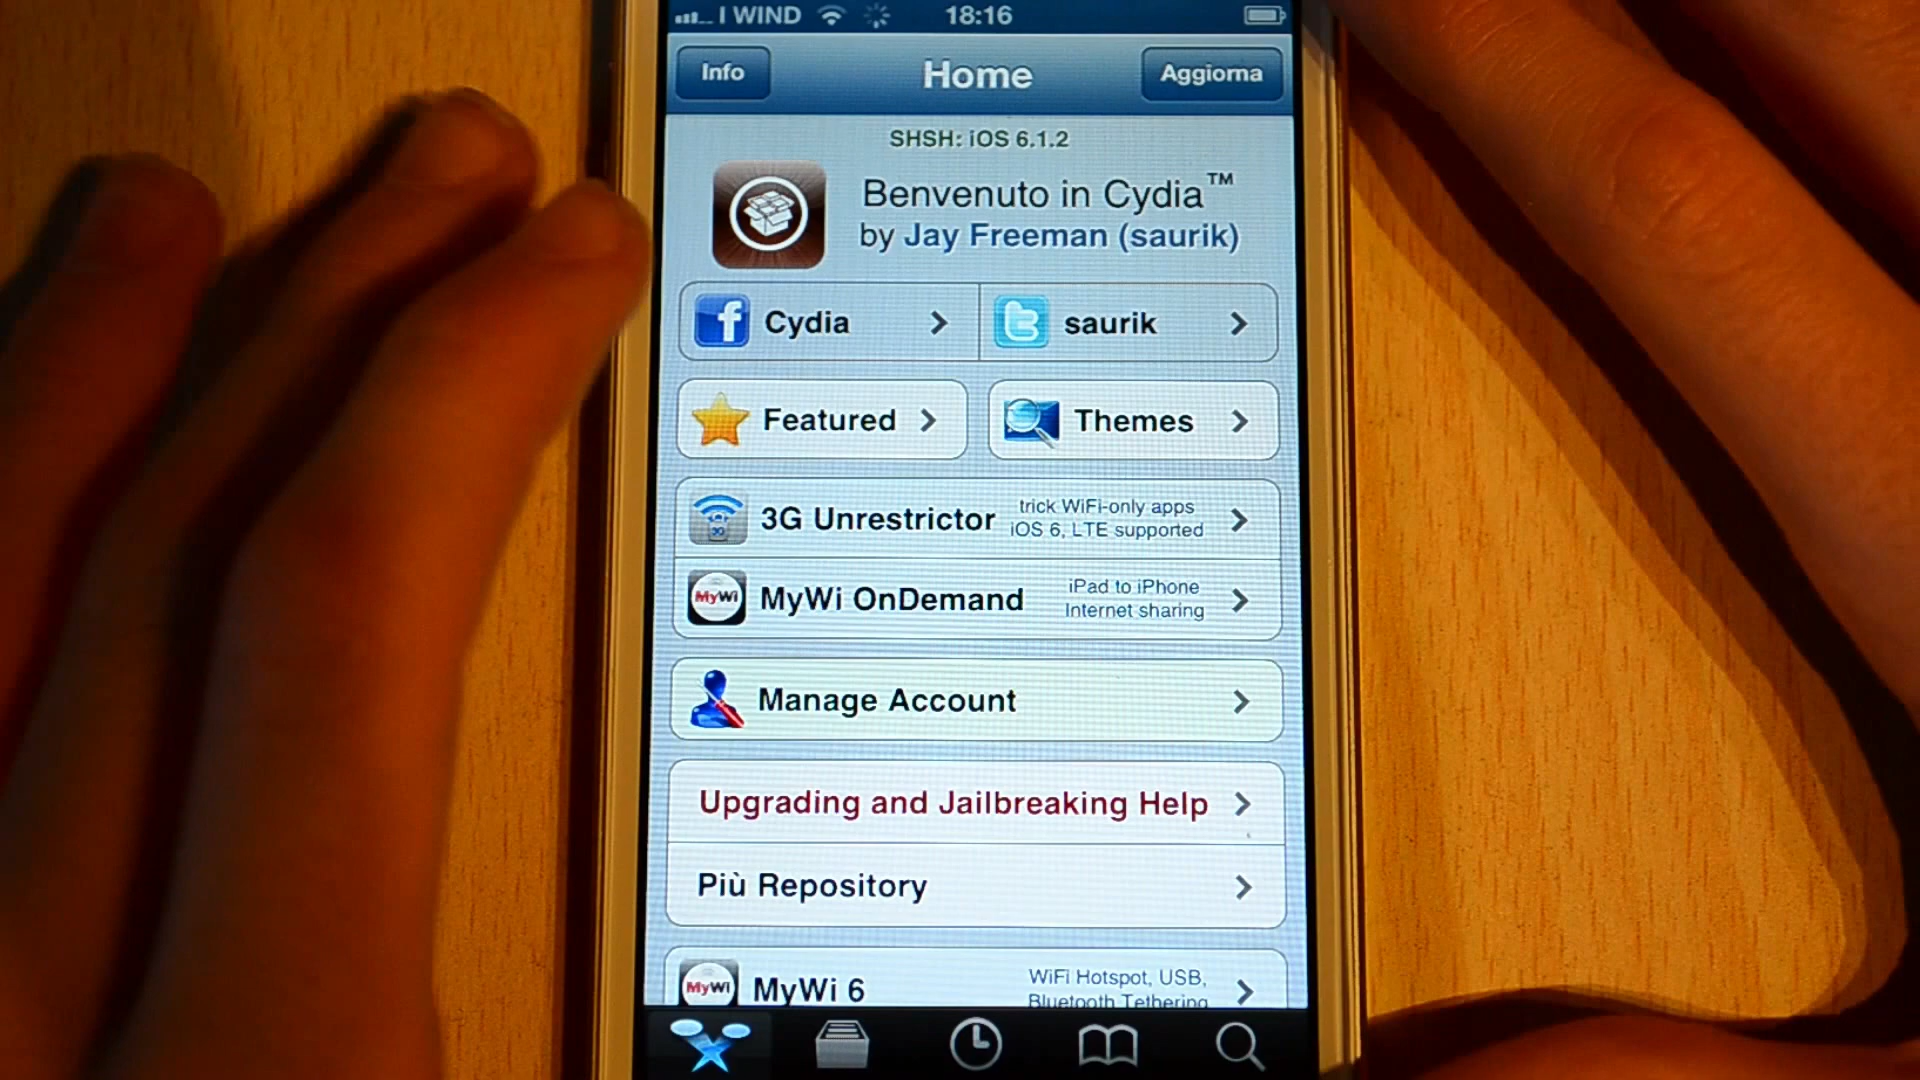 I WIND 18:16
Info Home Aggiorna
SHSH: iOS 6.1.2
Benvenuto in Cydia™
by Jay Freeman (saurik)
Cydia saurik
Featured Themes
3G Unrestrictor trick WiFi-only apps
iOS 6, LTE supported
MyWi OnDemand iPad to iPhone
Internet sharing
Manage Account
Upgrading and Jailbreaking Help
Più Repository
MyWi 6 WiFi Hotspot, USB,
Bluetooth Tethering